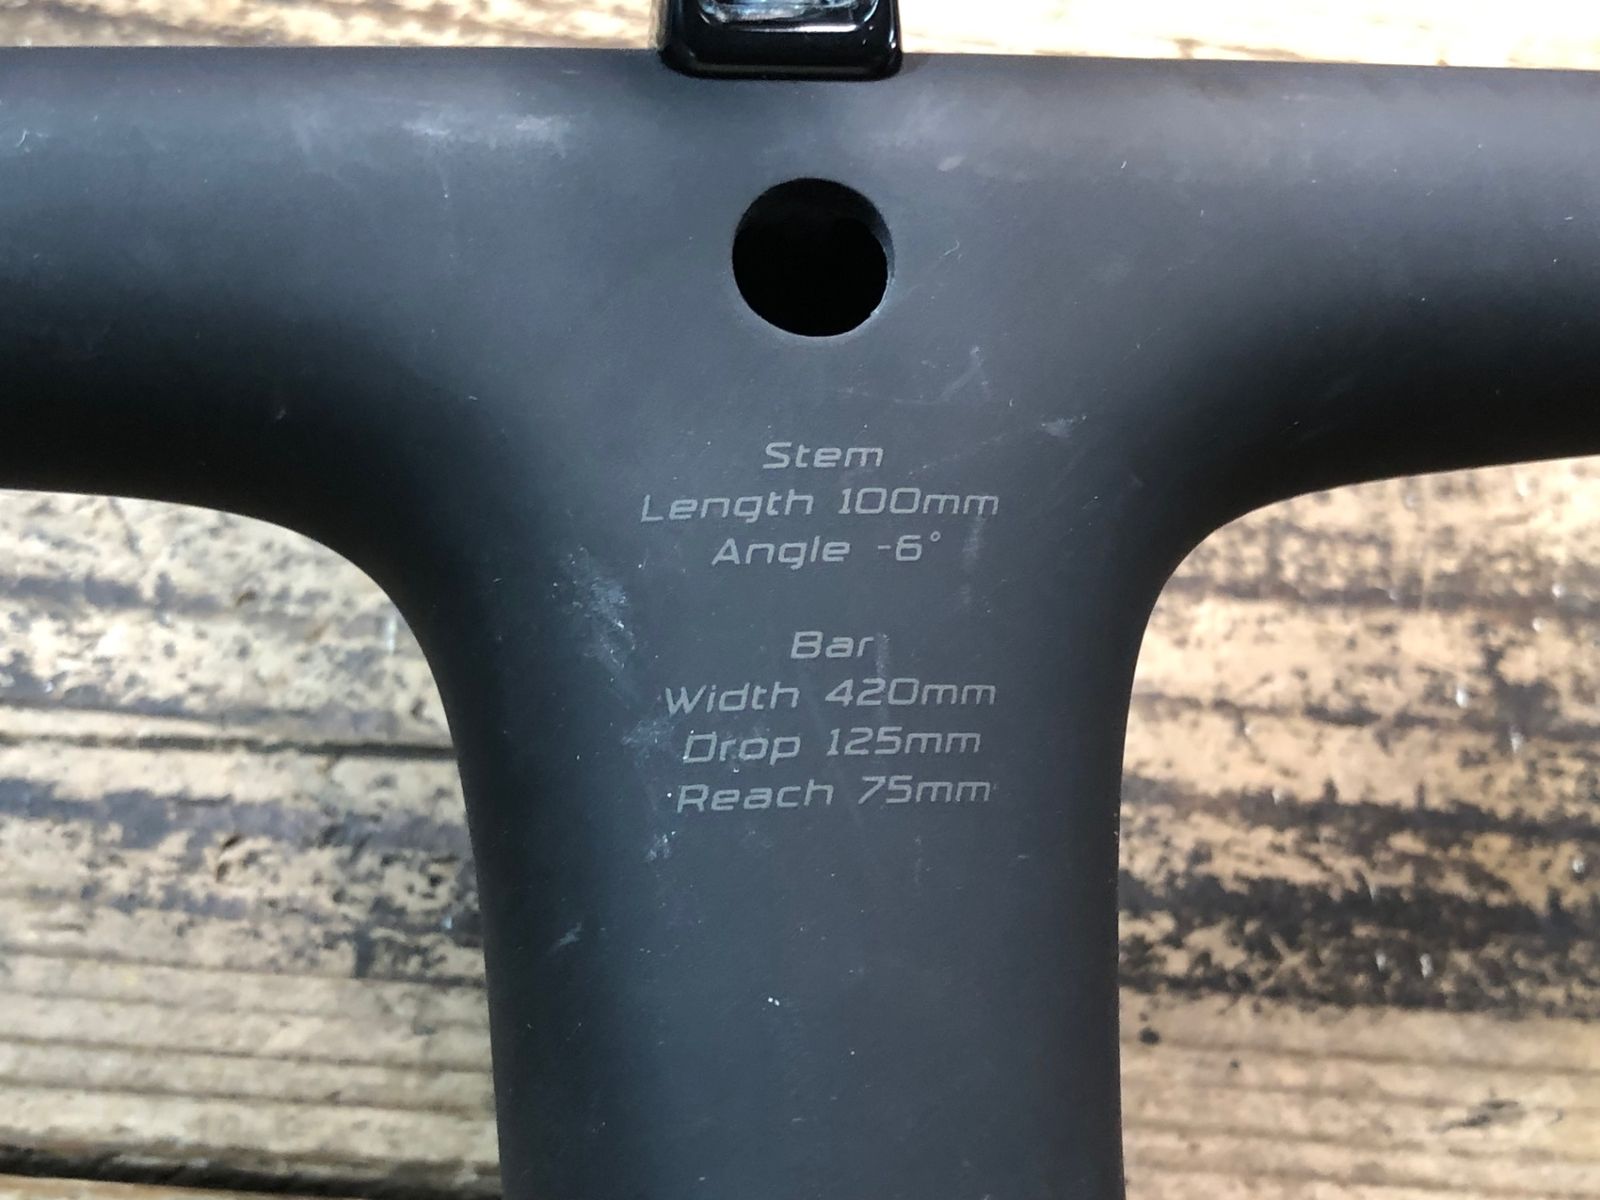 Stem
Length 100mm
Angle -6°
Bar
Width 420mm
Drop 125mm
Reach 75mm